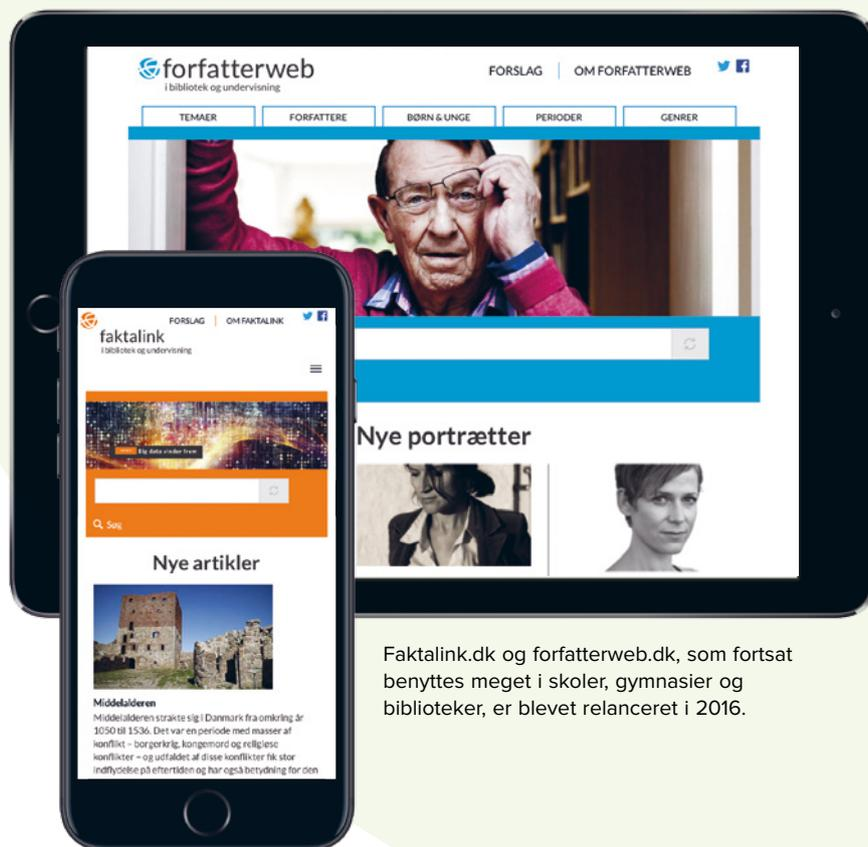 forfatterweb
i bibliotek og undervisning
FORSLAG | OM FORFATTERWEB
TEMAER FORFATTERE BØRN & UNGE PERIODER GENRER
Nye portrætter
FORSLAG | OM FAKTALINK
faktalink
i bibliotek og undervisning
Big data vinder frem
Søg
Nye artikler
Middelalderen
Middelalderen strakte sig i Danmark fra omkring år
1050 til 1536. Det var en periode med masser af
konflikt – borgerkrig, kongemord og religiøse
konflikter – og udfaldet af disse konflikter fik stor
indflydelse på eftertiden og har også betydning for den
Faktalink.dk og forfatterweb.dk, som fortsat
benyttes meget i skoler, gymnasier og
biblioteker, er blevet relanceret i 2016.